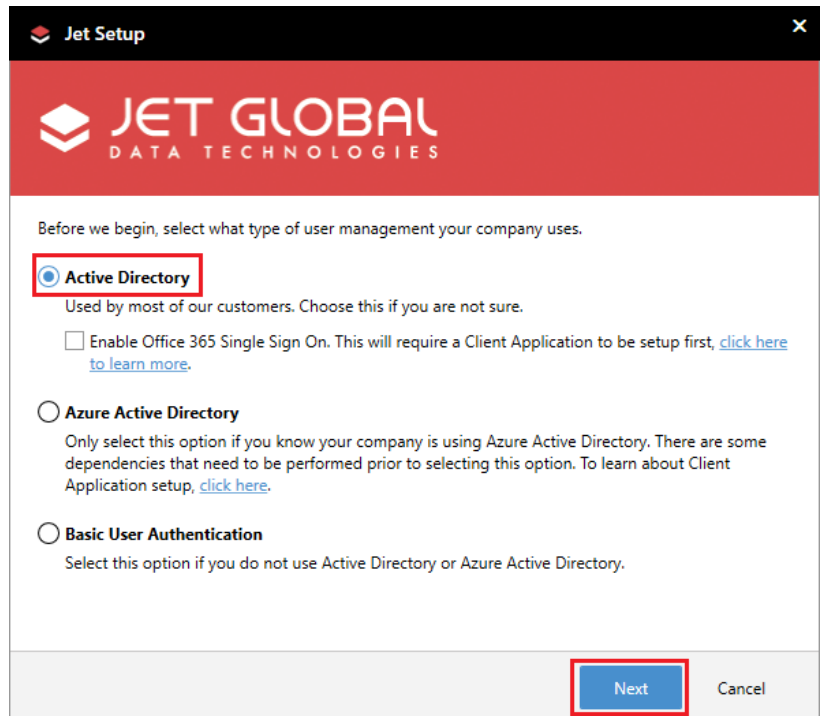 Jet Setup
JET GLOBAL
DATA TECHNOLOGIES
Before we begin, select what type of user management your company uses.
Active Directory
Used by most of our customers. Choose this if you are not sure.
Enable Office 365 Single Sign On. This will require a Client Application to be setup first, click here
to learn more.
Azure Active Directory
Only select this option if you know your company is using Azure Active Directory. There are some
dependencies that need to be performed prior to selecting this option. To learn about Client
Application setup, click here.
Basic User Authentication
Select this option if you do not use Active Directory or Azure Active Directory.
Next Cancel